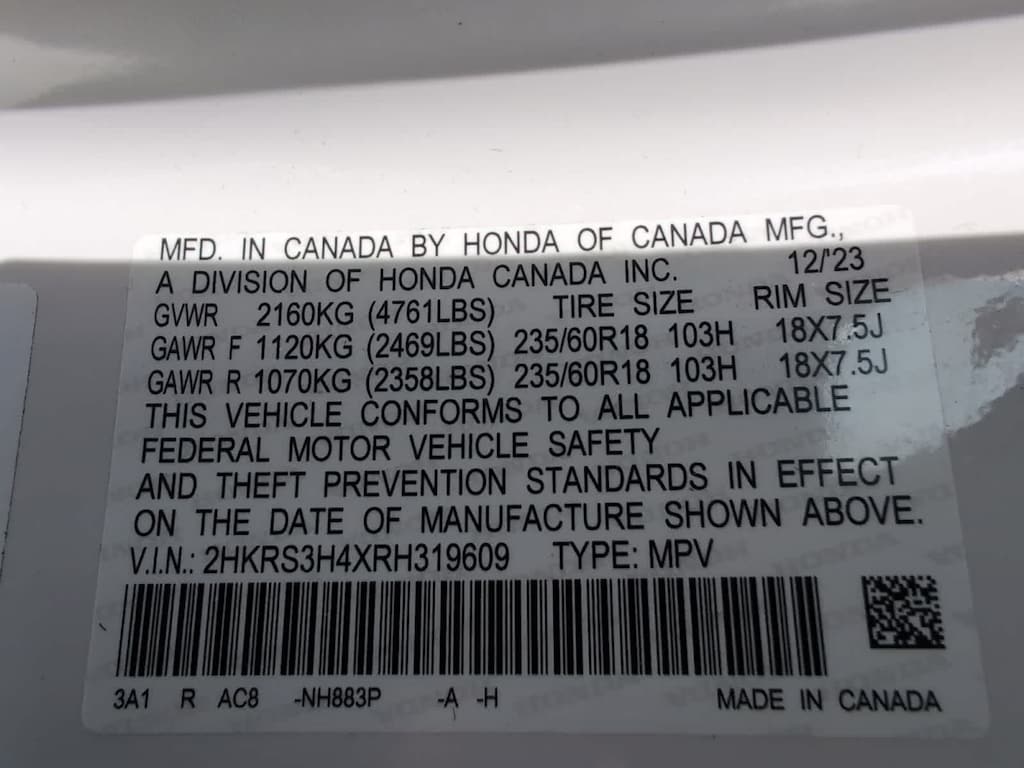 MFD. IN CANADA BY HONDA OF CANADA MFG.,
A DIVISION OF HONDA CANADA INC. 12/'23
GVWR 2160KG (4761LBS) TIRE SIZE RIM SIZE
GAWR F 1120KG (2469LBS) 235/60R18 103H 18X7.5J
GAWR R 1070KG (2358LBS) 235/60R18 103H 18X7.5J
THIS VEHICLE CONFORMS TO ALL APPLICABLE
FEDERAL MOTOR VEHICLE SAFETY
AND THEFT PREVENTION STANDARDS IN EFFECT
ON THE DATE OF MANUFACTURE SHOWN ABOVE.
V.I.N.: 2HKRS3H4XRH319609 TYPE: MPV
3A1 R AC8 -NH883P -A -H MADE IN CANADA